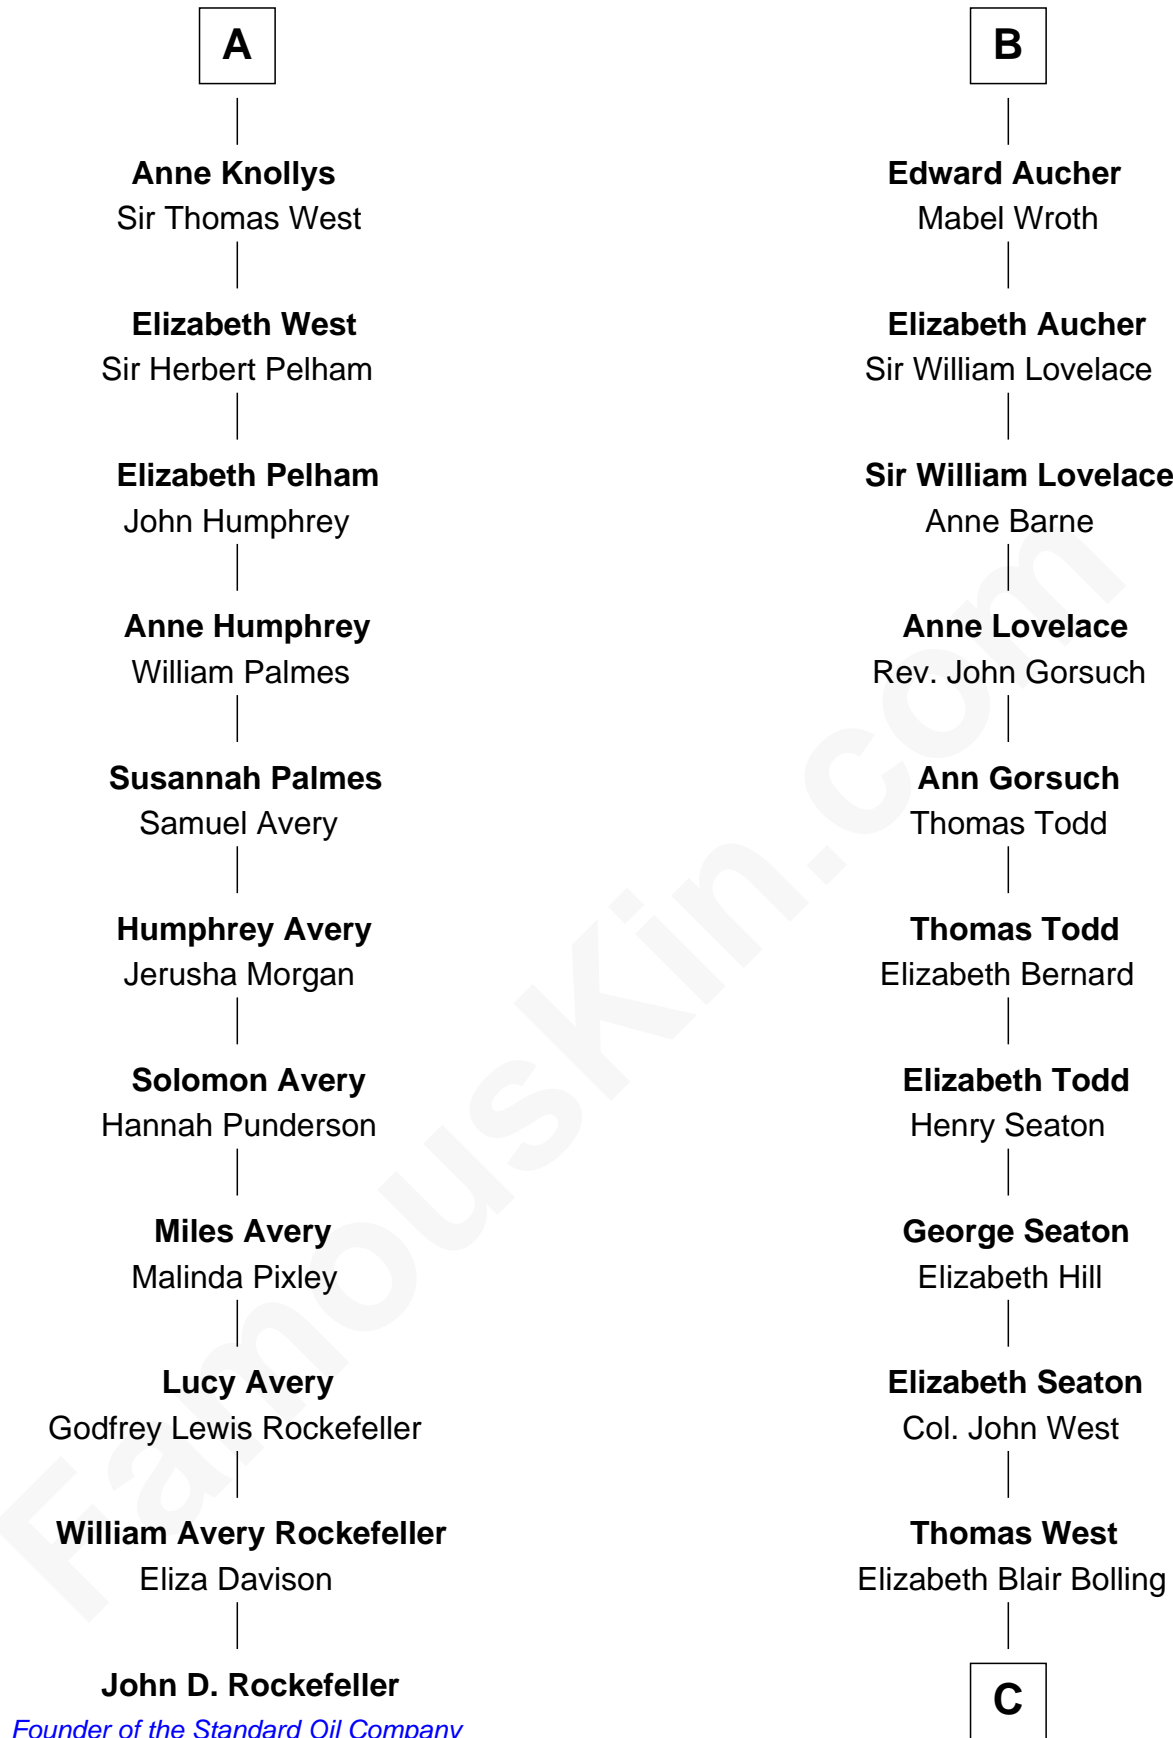 A
Anne Knollys
Sir Thomas West
Elizabeth West
Sir Herbert Pelham
Elizabeth Pelham
John Humphrey
Anne Humphrey
William Palmes
Susannah Palmes
Samuel Avery
Humphrey Avery
Jerusha Morgan
Solomon Avery
Hannah Punderson
Miles Avery
Malinda Pixley
Lucy Avery
Godfrey Lewis Rockefeller
William Avery Rockefeller
Eliza Davison
John D. Rockefeller
Founder of the Standard Oil Company
B
Edward Aucher
Mabel Wroth
Elizabeth Aucher
Sir William Lovelace
Sir William Lovelace
Anne Barne
Anne Lovelace
Rev. John Gorsuch
Ann Gorsuch
Thomas Todd
Thomas Todd
Elizabeth Bernard
Elizabeth Todd
Henry Seaton
George Seaton
Elizabeth Hill
Elizabeth Seaton
Col. John West
Thomas West
Elizabeth Blair Bolling
C
FamousKin.com